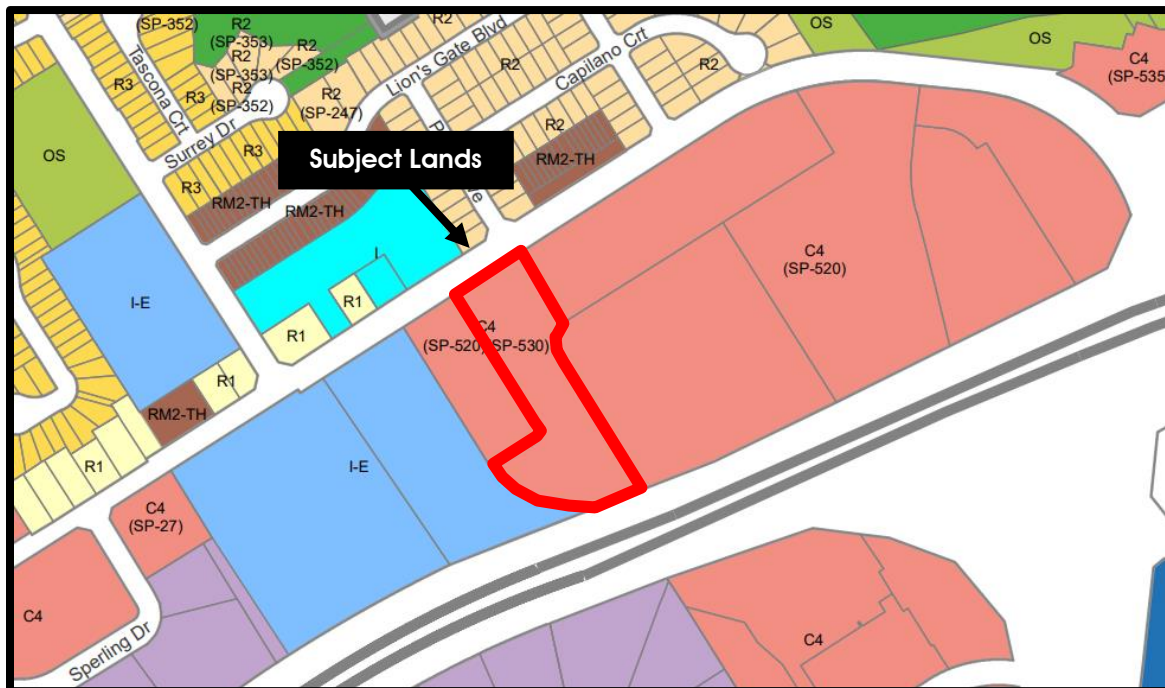 (SP-352)
R2
(SP-353)
R2
(SP-353)
R2
(SP-352)
R2
(SP-352)
R2
Lion's Gate Blvd
R2
R2
(SP-247)
Capilano Crt
R2
OS
OS
C4
(SP-535
Tascona Crt
R3
R3
Surrey Dr
R3
R3
R2
OS
Subject Lands
RM2-TH
RM2-TH
RM2-TH
I
I-E
R1
R1
C4
(SP-520)
C4
(SP-520)(SP-530)
R1
RM2-TH
R1
I-E
C4
(SP-27)
C4
Sperling Dr
C4